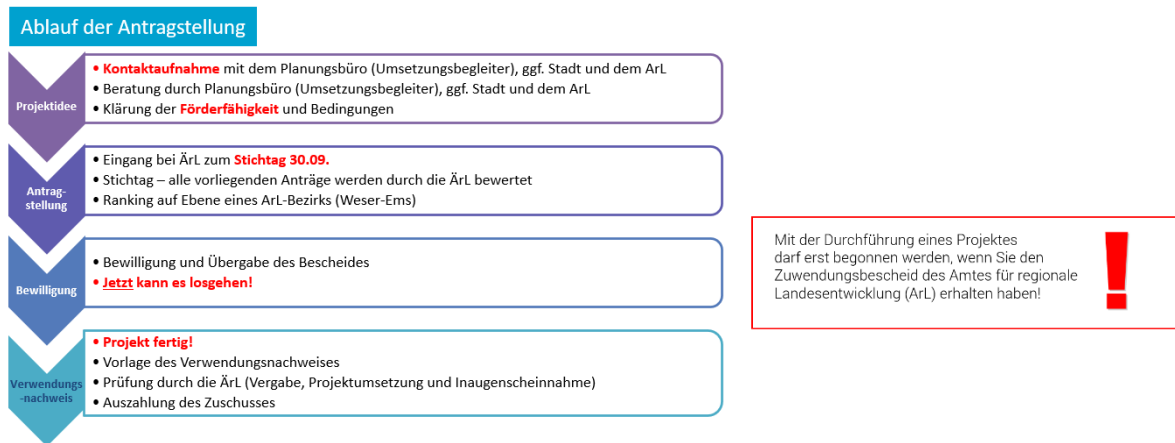 Ablauf der Antragstellung
Projektidee
• Kontaktaufnahme mit dem Planungsbüro (Umsetzungsbegleiter), ggf. Stadt und dem ArL
• Beratung durch Planungsbüro (Umsetzungsbegleiter), ggf. Stadt und dem ArL
• Klärung der Förderfähigkeit und Bedingungen
Antrag-
stellung
• Eingang bei ÄrL zum Stichtag 30.09.
• Stichtag – alle vorliegenden Anträge werden durch die ÄrL bewertet
• Ranking auf Ebene eines ArL-Bezirks (Weser-Ems)
Bewilligung
• Bewilligung und Übergabe des Bescheides
• Jetzt kann es losgehen!
Verwendungs
-nachweis
• Projekt fertig!
• Vorlage des Verwendungsnachweises
• Prüfung durch die ÄrL (Vergabe, Projektumsetzung und Inaugenscheinnahme)
• Auszahlung des Zuschusses
Mit der Durchführung eines Projektes
darf erst begonnen werden, wenn Sie den
Zuwendungsbescheid des Amtes für regionale
Landesentwicklung (ArL) erhalten haben!
!